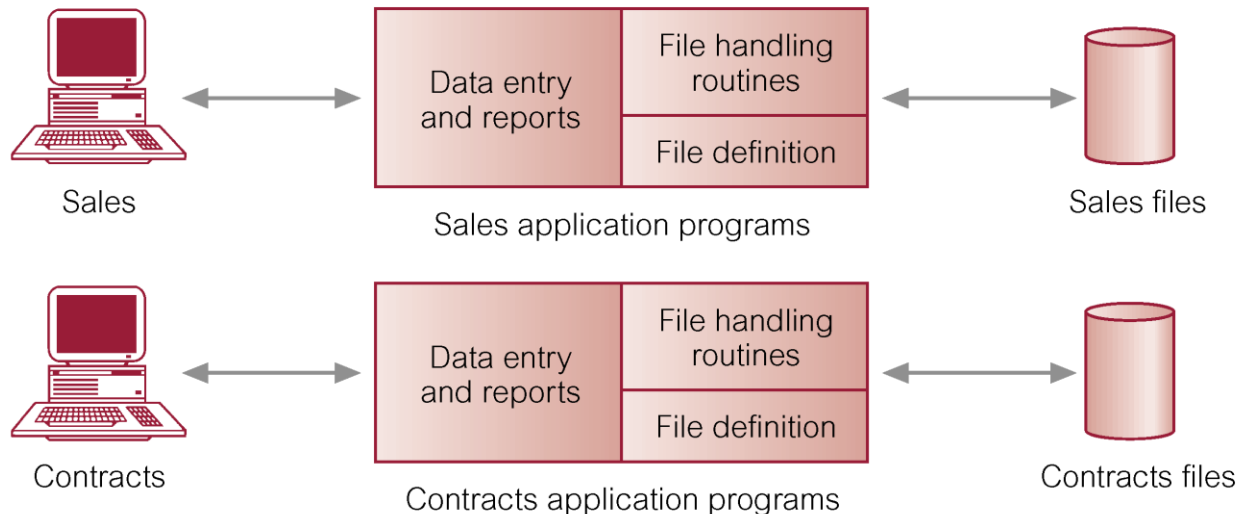 Data entry
and reports
File handling
routines
File definition
Sales
Sales application programs
Sales files
Data entry
and reports
File handling
routines
File definition
Contracts
Contracts application programs
Contracts files